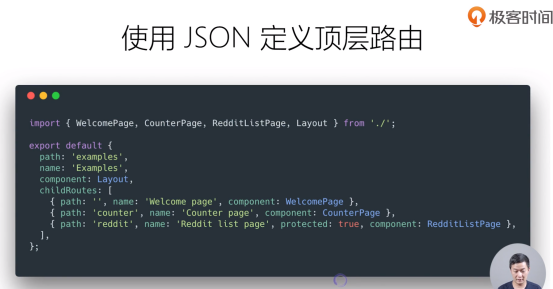 极客时间
使用 JSON 定义顶层路由
import { WelcomePage, CounterPage, RedditListPage, Layout } from './';
export default {
  path: 'examples',
  name: 'Examples',
  component: Layout,
  childRoutes: [
    { path: '', name: 'Welcome page', component: WelcomePage },
    { path: 'counter', name: 'Counter page', component: CounterPage },
    { path: 'reddit', name: 'Reddit list page', protected: true, component: RedditListPage },
  ],
};